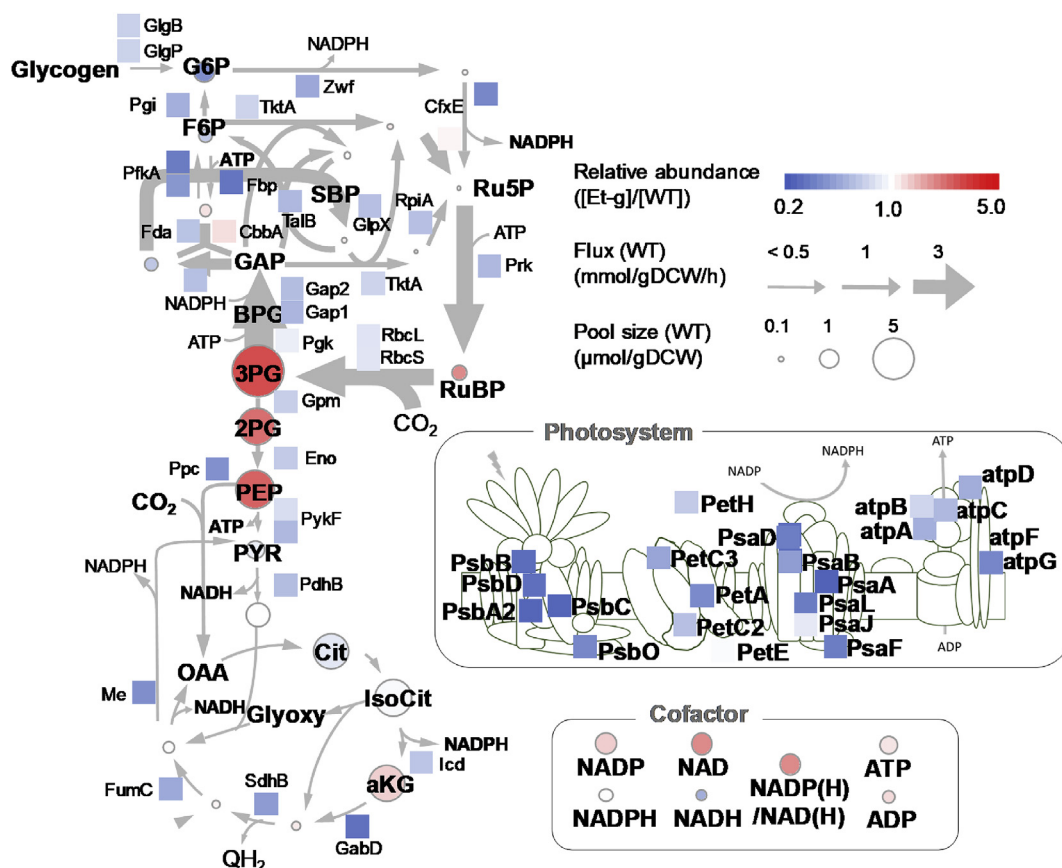 GlgB
GlgP
NADPH
Glycogen
G6P
Zwf
Pgi
TktA
CfxE
F6P
NADPH
ATP
PfkA
Fbp
SBP
Ru5P
TalB
GlpX
RpiA
ATP
Fda
CbbA
Prk
GAP
TktA
NADPH
Gap2
BPG
Gap1
ATP
Pgk
RbcL
RbcS
3PG
RuBP
Gpm
CO2
2PG
Eno
Ppc
PEP
CO2
ATP
PykF
PYR
NADPH
NADH
PdhB
OAA
Cit
Me
NADH
Glyoxy
IsoCit
NADPH
Icd
aKG
FumC
SdhB
GabD
QH2
Relative abundance
([Et-g]/[WT])
0.2 1.0 5.0
Flux (WT)
(mmol/gDCW/h)
< 0.5 1 3
Pool size (WT)
(μmol/gDCW)
0.1 1 5
Photosystem
NADP
NADPH
ATP
atpD
PetH
atpB
atpC
atpA
atpF
atpG
PsaD
PetC3
PsaB
PsbB
PsbD
PsaA
PetA
PsbA2
PsbC
PsaL
PetC2
PsaJ
PsbO
PetE
PsaF
ADP
Cofactor
NADP NAD NADP(H) ATP
/NAD(H)
NADPH NADH ADP